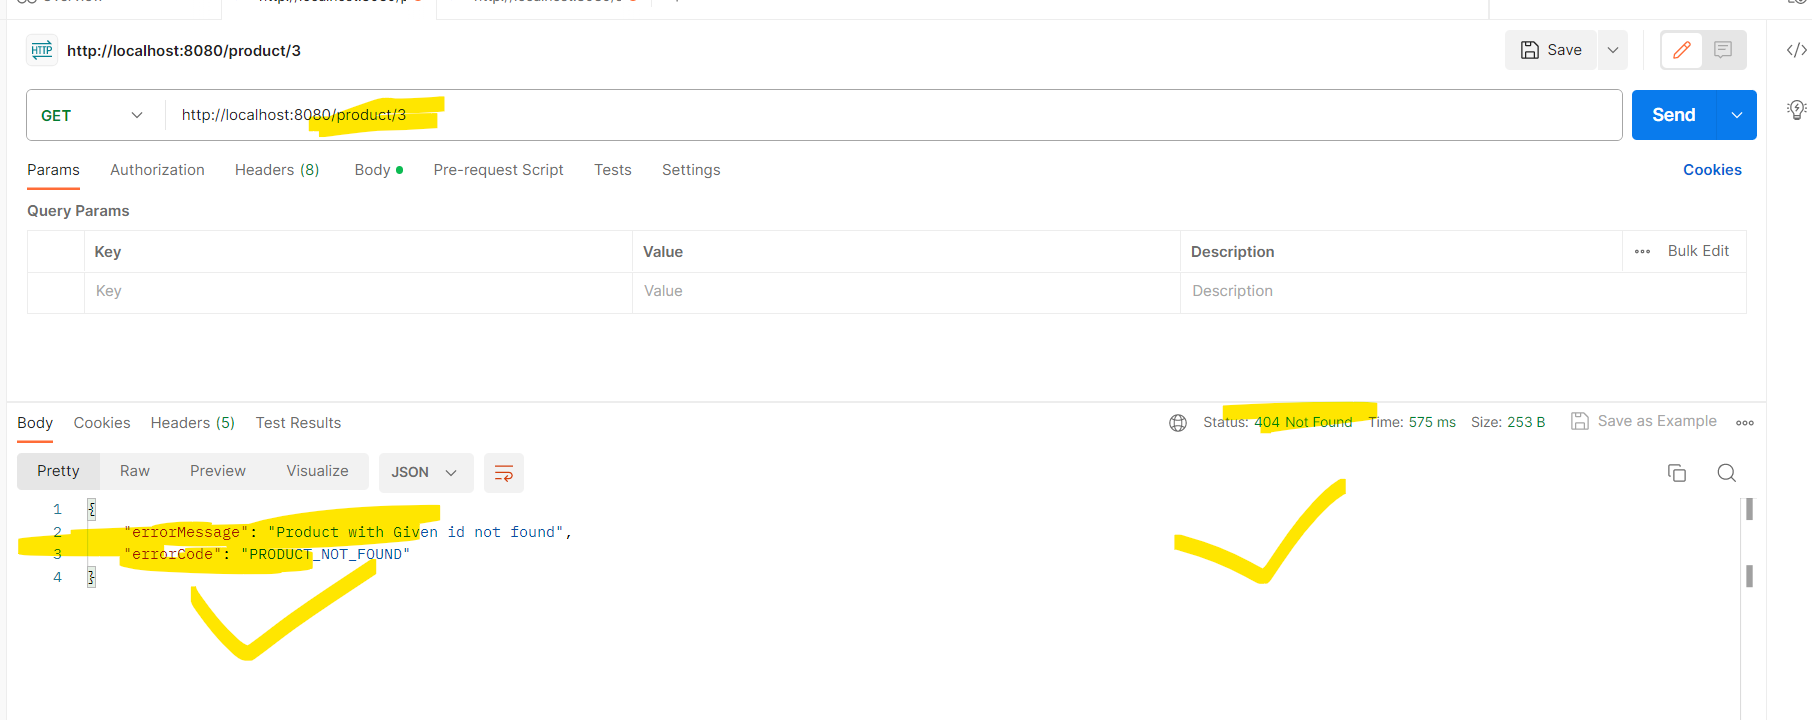 Overview
HTTP http://localhost:8080/product/3
Save
GET http://localhost:8080/product/3
Send
Params Authorization Headers (8) Body Pre-request Script Tests Settings Cookies
Query Params
Key Value Description ••• Bulk Edit
Key Value Description
Body Cookies Headers (5) Test Results Status: 404 Not Found Time: 575 ms Size: 253 B Save as Example
Pretty Raw Preview Visualize JSON
1 {
2 "errorMessage": "Product with Given id not found",
3 "errorCode": "PRODUCT_NOT_FOUND"
4 }